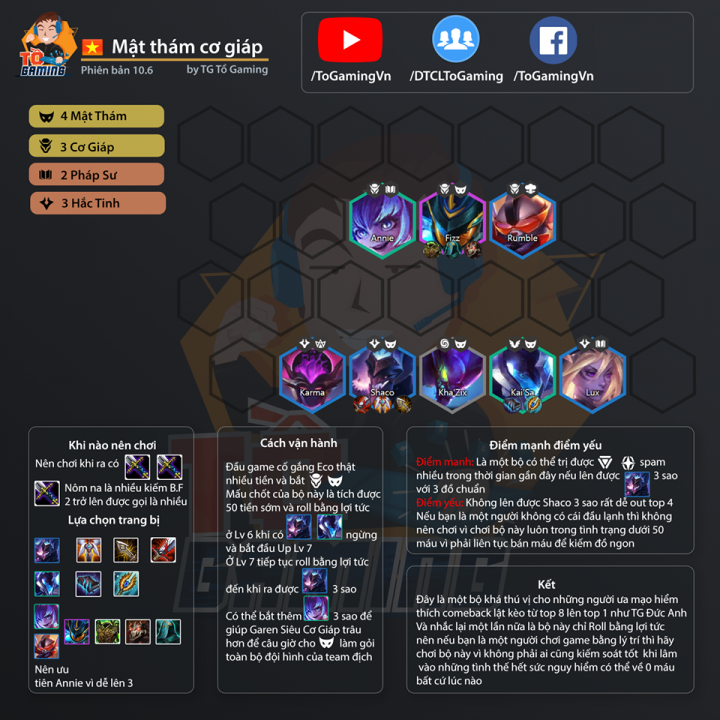 TỔ
GAMING
Mật thám cơ giáp
Phiên bản 10.6
by TG Tổ Gaming
/ToGamingVn
/DTCLToGaming
/ToGamingVn
4 Mật Thám
3 Cơ Giáp
2 Pháp Sư
3 Hắc Tinh
Annie
Fizz
Rumble
Karma
Shaco
Kha'Zix
Kai'Sa
Lux
TỔ
GAMING
Khi nào nên chơi
Nên chơi khi ra có
Nôm na là nhiều kiếm B.F
2 trở lên được gọi là nhiều
Lựa chọn trang bị
Nên ưu
tiên Annie vì dễ lên 3
Cách vận hành
Đầu game cố gắng Eco thật
nhiều tiền và bắt
Mấu chốt của bộ này là tích được
50 tiền sớm và roll bằng lợi tức
ở Lv 6 khi có ngừng
và bắt đầu Up Lv 7
Ở Lv 7 tiếp tục roll bằng lợi tức
đến khi ra được 3 sao
Có thể bắt thêm 3 sao để
giúp Garen Siêu Cơ Giáp trâu
hơn để câu giờ cho làm gỏi
toàn bộ đội hình của team địch
Điểm mạnh điểm yếu
Điểm mạnh: Là một bộ có thể trị được spam
nhiều trong thời gian gần đây nếu lên được 3 sao
với 3 đồ chuẩn
Điểm yếu: Không lên được Shaco 3 sao rất dễ out top 4
Nếu bạn là một người không có cái đầu lạnh thì không
nên chơi vì chơi bộ này luôn trong tình trạng dưới 50
máu vì phải liên tục bán máu để kiếm đồ ngon
Kết
Đây là một bộ khá thú vị cho những người ưa mạo hiểm
thích comeback lật kèo từ top 8 lên top 1 như TG Đức Anh
Và nhắc lại một lần nữa là bộ này chỉ Roll bằng lợi tức
nên nếu bạn là một người chơi game bằng lý trí thì hãy
chơi bộ này vì không phải ai cũng kiểm soát tốt khi lâm
vào những tình thế hết sức nguy hiểm có thể về 0 máu
bất cứ lúc nào